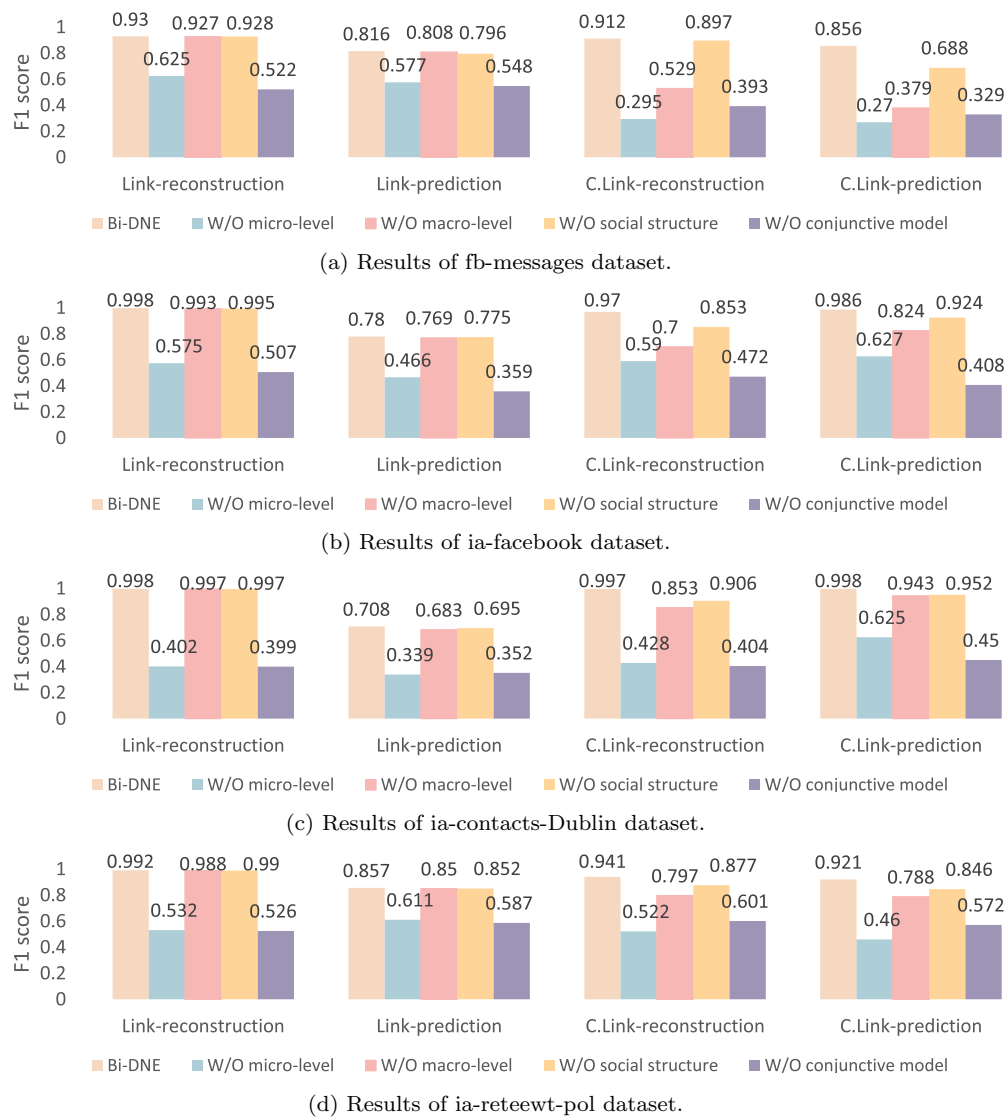 0.93 0.927 0.928 0.912 0.897
1 0.816 0.808 0.796 0.856
0.8 0.625 0.577 0.688
F1 score 0.6 0.522 0.548 0.529
0.4 0.295 0.393 0.27 0.379 0.329
0.2
0
Link-reconstruction Link-prediction C.Link-reconstruction C.Link-prediction
Bi-DNE W/O micro-level W/O macro-level W/O social structure W/O conjunctive model
(a) Results of fb-messages dataset.
0.998 0.993 0.995 0.97 0.986
1 0.78 0.769 0.775 0.853 0.824 0.924
0.8 0.575 0.59 0.7 0.627
F1 score 0.6 0.507 0.466 0.472
0.4 0.359 0.408
0.2
0
Link-reconstruction Link-prediction C.Link-reconstruction C.Link-prediction
Bi-DNE W/O micro-level W/O macro-level W/O social structure W/O conjunctive model
(b) Results of ia-facebook dataset.
1 0.998 0.997 0.997 0.997 0.853 0.906 0.998 0.943 0.952
0.8 0.708 0.683 0.695 0.625
F1 score 0.6 0.402 0.399 0.428 0.404 0.45
0.4 0.339 0.352
0.2
0
Link-reconstruction Link-prediction C.Link-reconstruction C.Link-prediction
Bi-DNE W/O micro-level W/O macro-level W/O social structure W/O conjunctive model
(c) Results of ia-contacts-Dublin dataset.
1 0.992 0.988 0.99 0.857 0.85 0.852 0.941 0.877 0.921 0.846
0.8 0.797 0.788
F1 score 0.6 0.532 0.526 0.611 0.587 0.522 0.601 0.46 0.572
0.4
0.2
0
Link-reconstruction Link-prediction C.Link-reconstruction C.Link-prediction
Bi-DNE W/O micro-level W/O macro-level W/O social structure W/O conjunctive model
(d) Results of ia-reteewt-pol dataset.